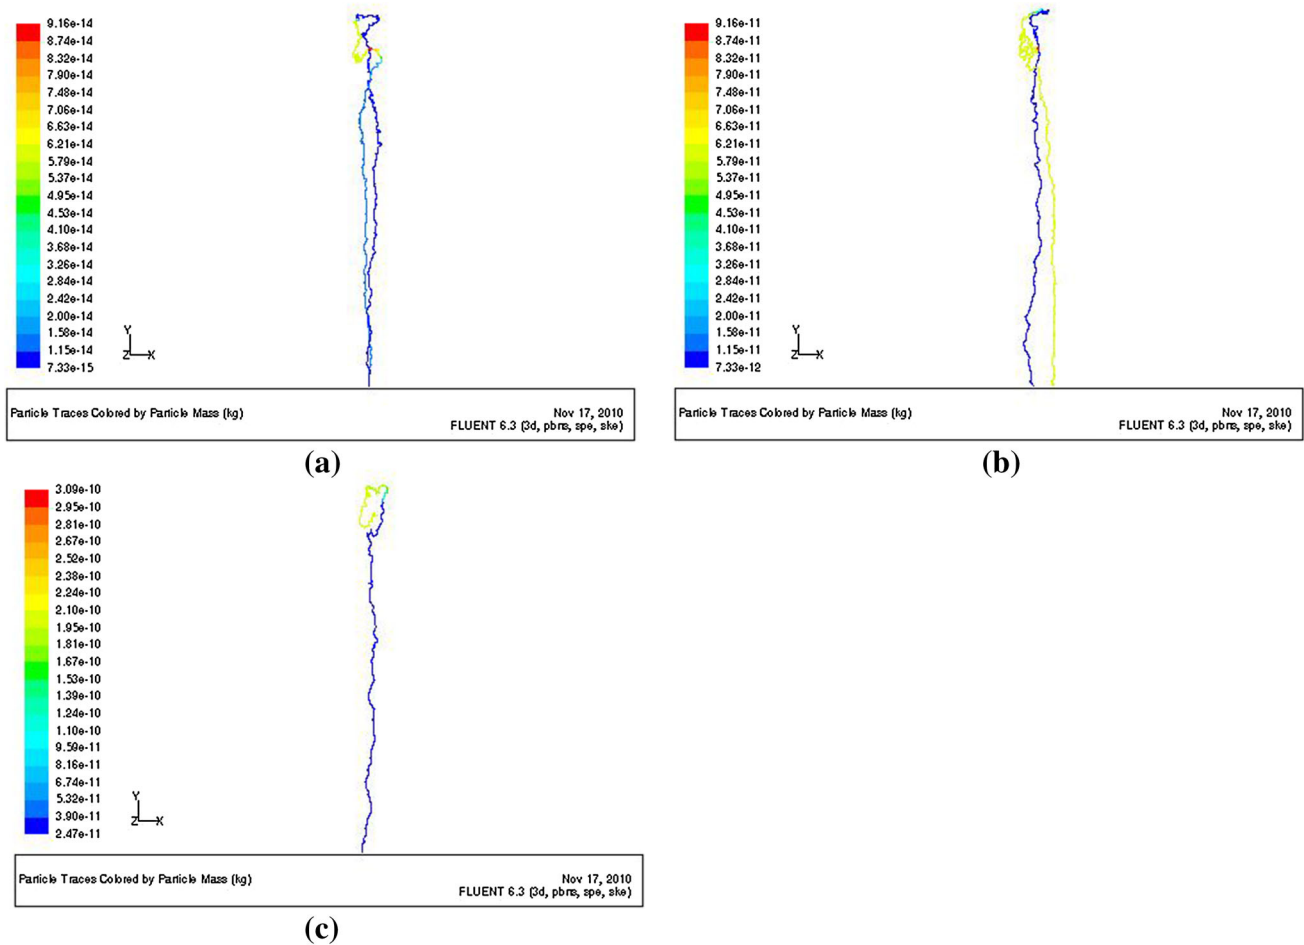 9.16e-14
8.74e-14
8.32e-14
7.90e-14
7.48e-14
7.06e-14
6.63e-14
6.21e-14
5.79e-14
5.37e-14
4.95e-14
4.53e-14
4.10e-14
3.68e-14
3.26e-14
2.84e-14
2.42e-14
2.00e-14
1.58e-14
1.15e-14
7.33e-15
Y
Z X
Particle Traces Colored by Particle Mass (kg)
Nov 17, 2010
FLUENT 6.3 (3d, pbns, spe, ske)
(a)
9.16e-11
8.74e-11
8.32e-11
7.90e-11
7.48e-11
7.06e-11
6.63e-11
6.21e-11
5.79e-11
5.37e-11
4.95e-11
4.53e-11
4.10e-11
3.68e-11
3.26e-11
2.84e-11
2.42e-11
2.00e-11
1.58e-11
1.15e-11
7.33e-12
Y
Z X
Particle Traces Colored by Particle Mass (kg)
Nov 17, 2010
FLUENT 6.3 (3d, pbns, spe, ske)
(b)
3.09e-10
2.95e-10
2.81e-10
2.67e-10
2.52e-10
2.38e-10
2.24e-10
2.10e-10
1.95e-10
1.81e-10
1.67e-10
1.53e-10
1.39e-10
1.24e-10
1.10e-10
9.59e-11
8.16e-11
6.74e-11
5.32e-11
3.90e-11
2.47e-11
Y
Z X
Particle Traces Colored by Particle Mass (kg)
Nov 17, 2010
FLUENT 6.3 (3d, pbns, spe, ske)
(c)